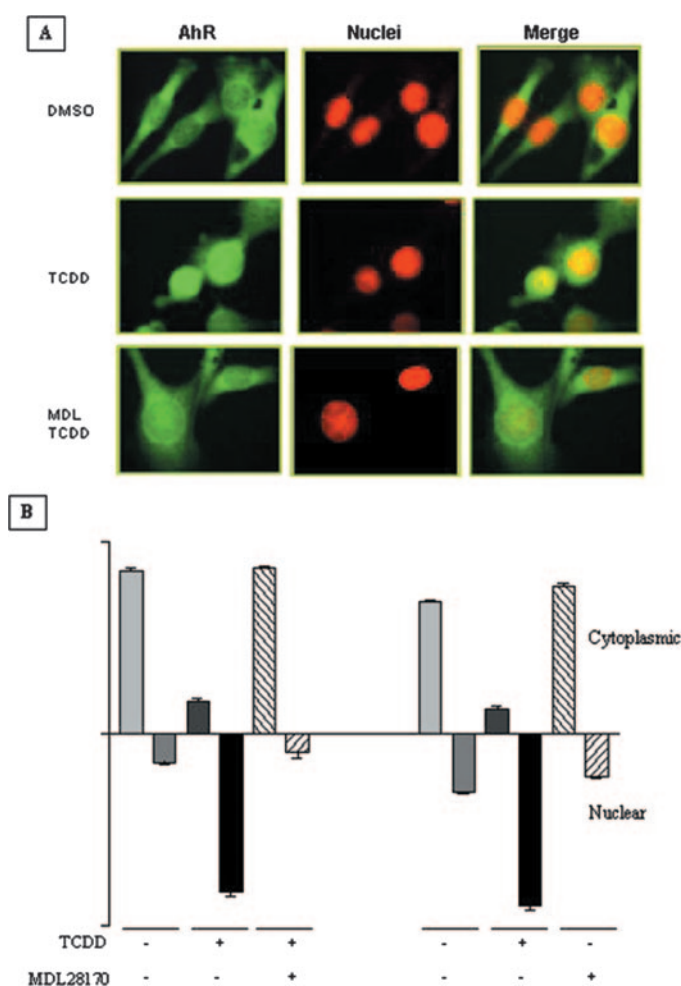 A
AhR Nuclei Merge
DMSO
TCDD
MDL
TCDD
B
Cytoplasmic
Nuclear
TCDD - + + - + -
MDL28170 - - + - - +